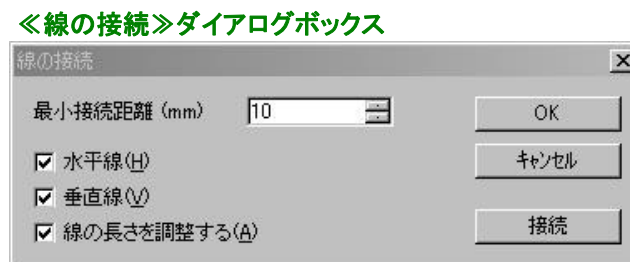 ≪線の接続≫ダイアログボックス
線の接続
最小接続距離 (mm) 10 OK
水平線(H) キャンセル
垂直線(V)
線の長さを調整する(A) 接続